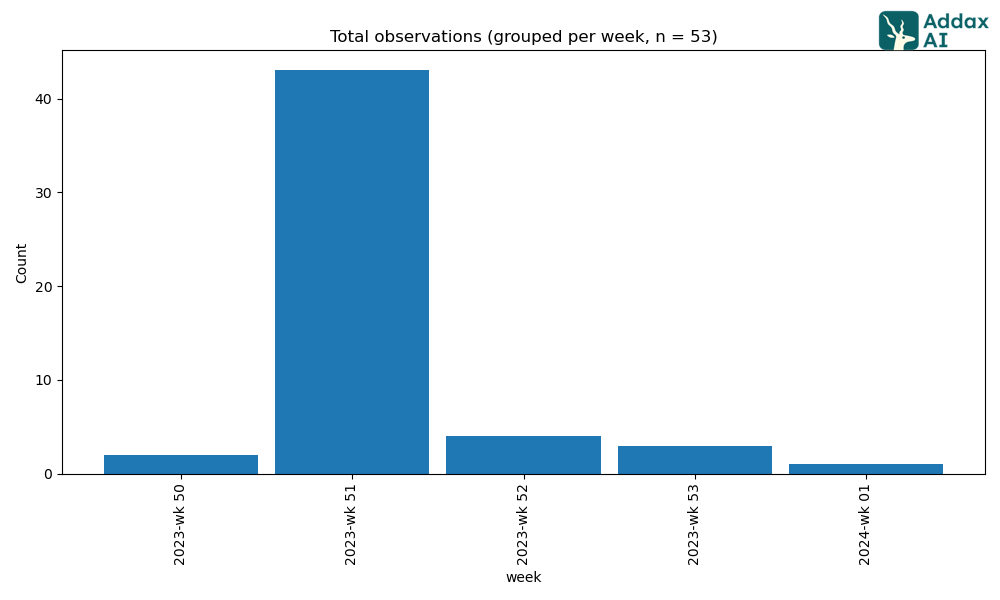 Addax
AI
Total observations (grouped per week, n = 53)
Count
40
30
20
10
0
2023-wk 50
2023-wk 51
2023-wk 52
2023-wk 53
2024-wk 01
week